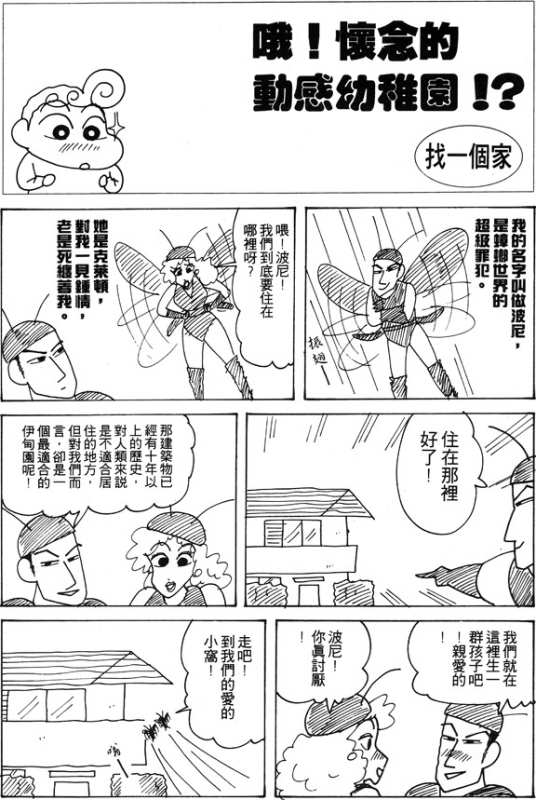 哦！懷念的
動感幼稚園！？
找一個家
我的名字叫做波尼，
是蟑螂世界的
超級罪犯。
振翅
喂！波尼！
我們到底要住在
哪裡呀？
她是克萊頓，
對我一見鍾情，
老是死纏著我。
住在那裡
好了！
那建築物已
經有十年以
上的歷史，
對人類來說
是不適合居
住的地方，
但對我們而
言，卻是一
個最適合的
伊甸園呢！
我們就在
這裡生一
群孩子吧
！親愛的
！
波尼！
你真討厭
！
走吧！
到我們的愛的
小窩！
嗡